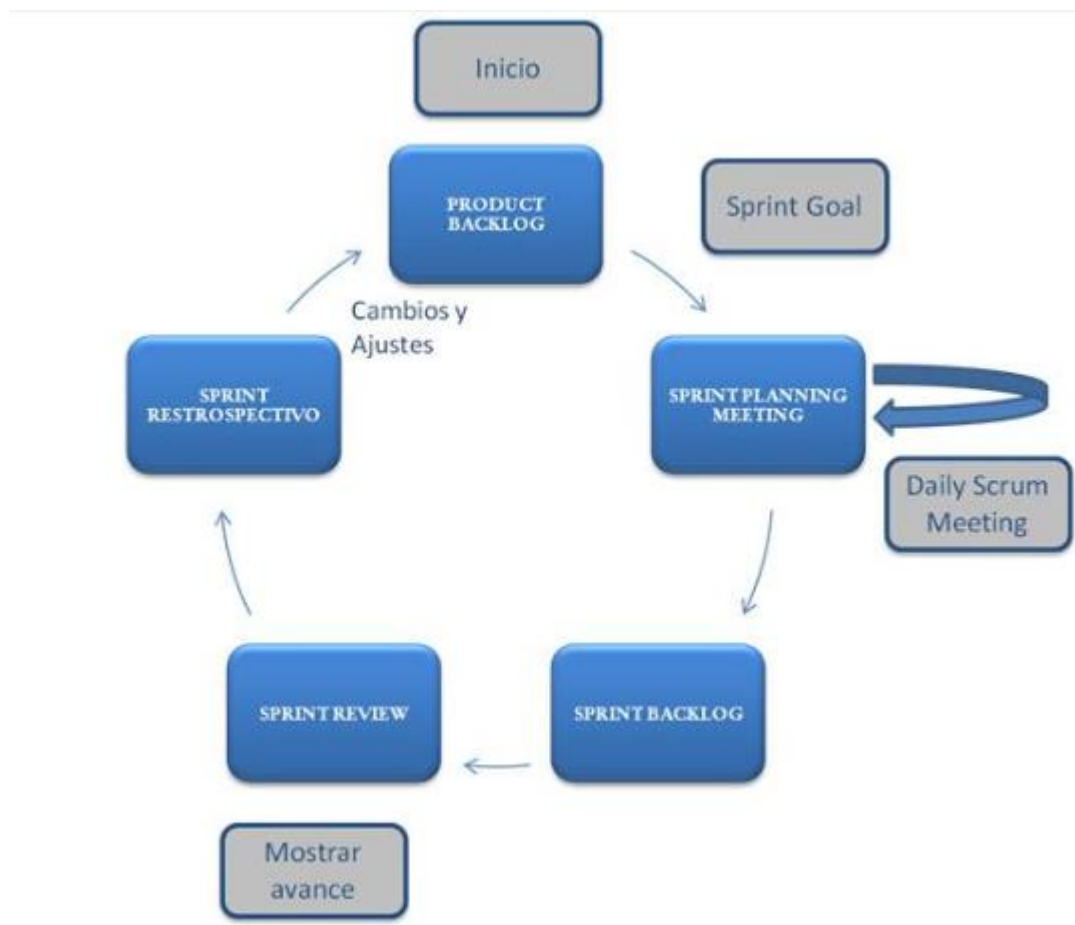 Inicio
PRODUCT
BACKLOG
Sprint Goal
Cambios y
Ajustes
SPRINT
RESTROSPECTIVO
SPRINT PLANNING
MEETING
Daily Scrum
Meeting
SPRINT REVIEW
SPRINT BACKLOG
Mostrar
avance